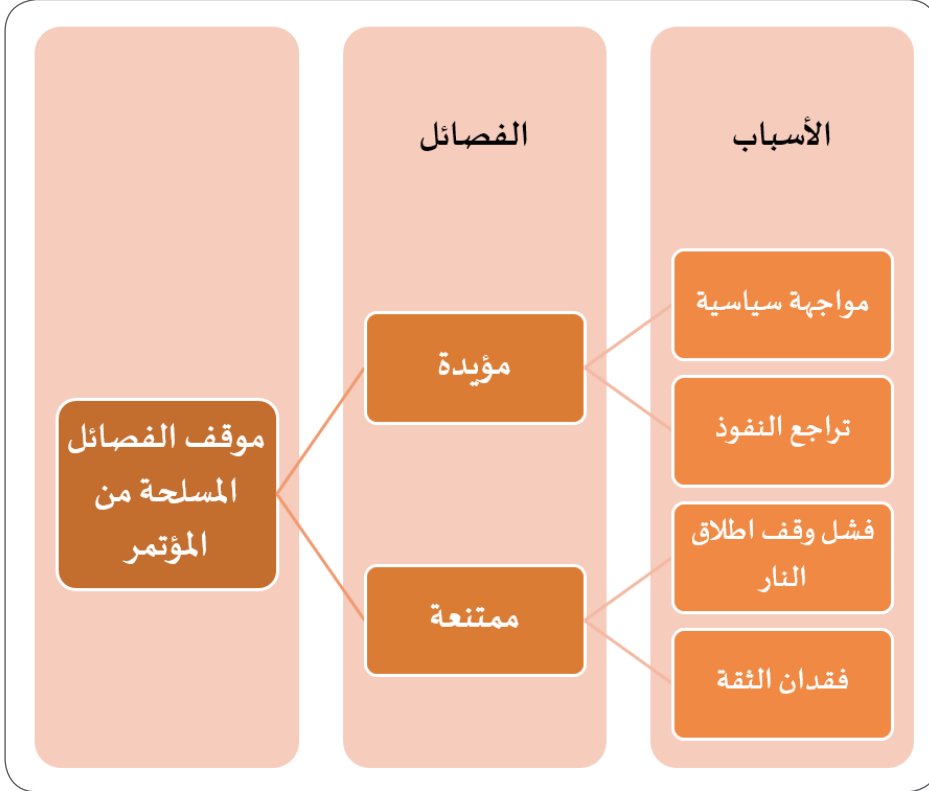 الأسباب
الفصائل
مواجهة سياسية
تراجع النفوذ
فشل وقف اطلاق
النار
فقدان الثقة
مؤيدة
ممتنعة
موقف الفصائل
المسلحة من
المؤتمر